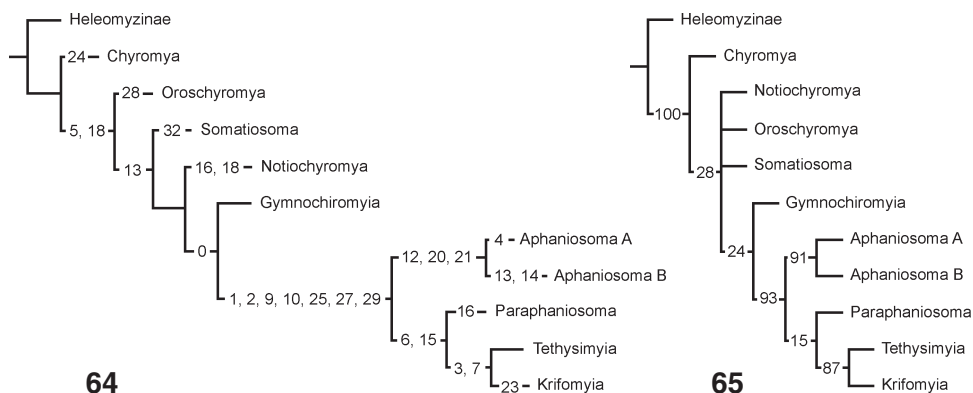 Heleomyzinae
24 Chyromya
28 Oroschyromya
5, 18
32 Somatiosoma
13
16, 18 Notiochyromya
Gymnochiromyia
0
4 Aphaniosoma A
12, 20, 21
13, 14 Aphaniosoma B
1, 2, 9, 10, 25, 27, 29
16 Paraphaniosoma
6, 15
Tethysimyia
3, 7
23 Krifomyia
64
Heleomyzinae
Chyromya
Notiochyromya
100
Oroschyromya
Somatiosoma
28
Gymnochiromyia
Aphaniosoma A
24
91
Aphaniosoma B
93
Paraphaniosoma
15
Tethysimyia
87
Krifomyia
65